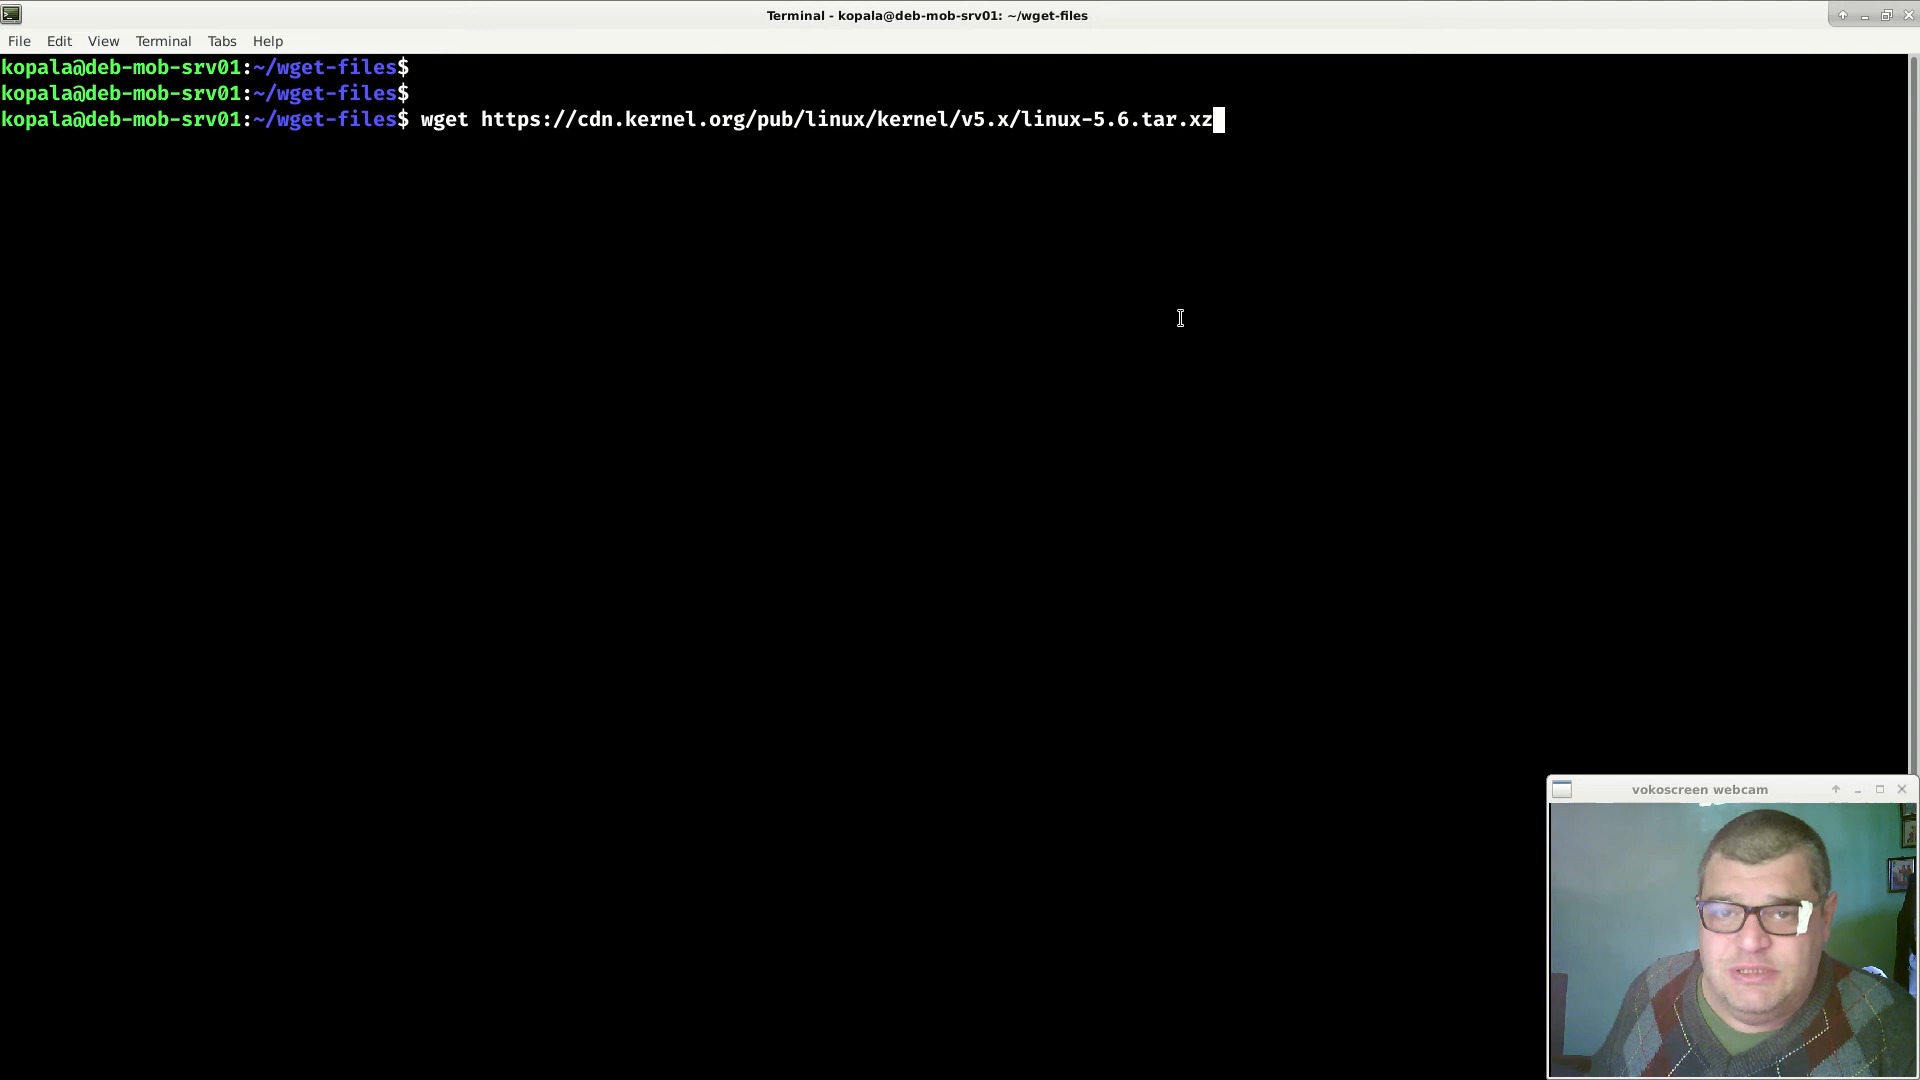 Terminal - kopala@deb-mob-srv01: ~/wget-files
File Edit View Terminal Tabs Help
kopala@deb-mob-srv01:~/wget-files$
kopala@deb-mob-srv01:~/wget-files$
kopala@deb-mob-srv01:~/wget-files$ wget https://cdn.kernel.org/pub/linux/kernel/v5.x/linux-5.6.tar.xz
vokoscreen webcam